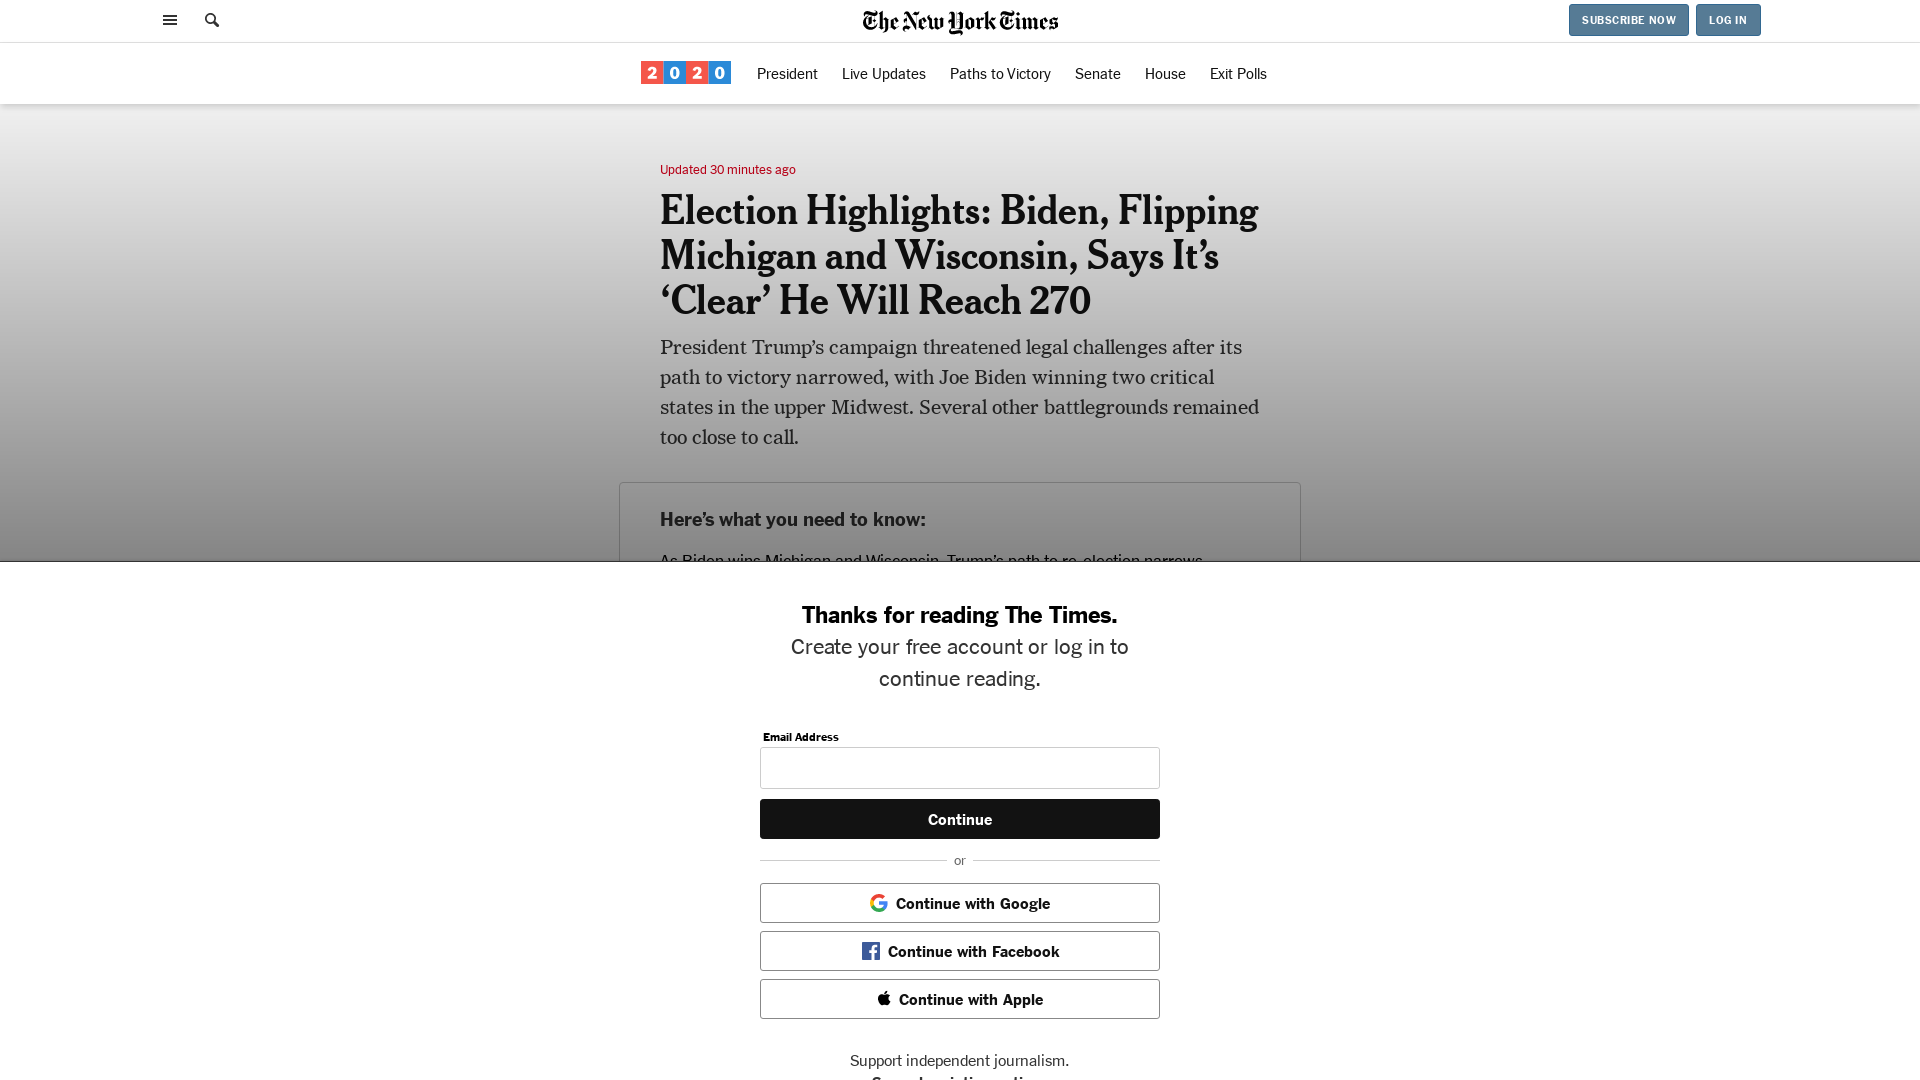 The New York Times
SUBSCRIBE NOW
LOG IN
2020
President
Live Updates
Paths to Victory
Senate
House
Exit Polls
Updated 30 minutes ago
Election Highlights: Biden, Flipping
Michigan and Wisconsin, Says It’s
‘Clear’ He Will Reach 270
President Trump’s campaign threatened legal challenges after its
path to victory narrowed, with Joe Biden winning two critical
states in the upper Midwest. Several other battlegrounds remained
too close to call.
Here’s what you need to know:
As Biden wins Michigan and Wisconsin, Trump’s path to re-election narrows.
Thanks for reading The Times.
Create your free account or log in to
continue reading.
Email Address
Continue
or
Continue with Google
Continue with Facebook
Continue with Apple
Support independent journalism.